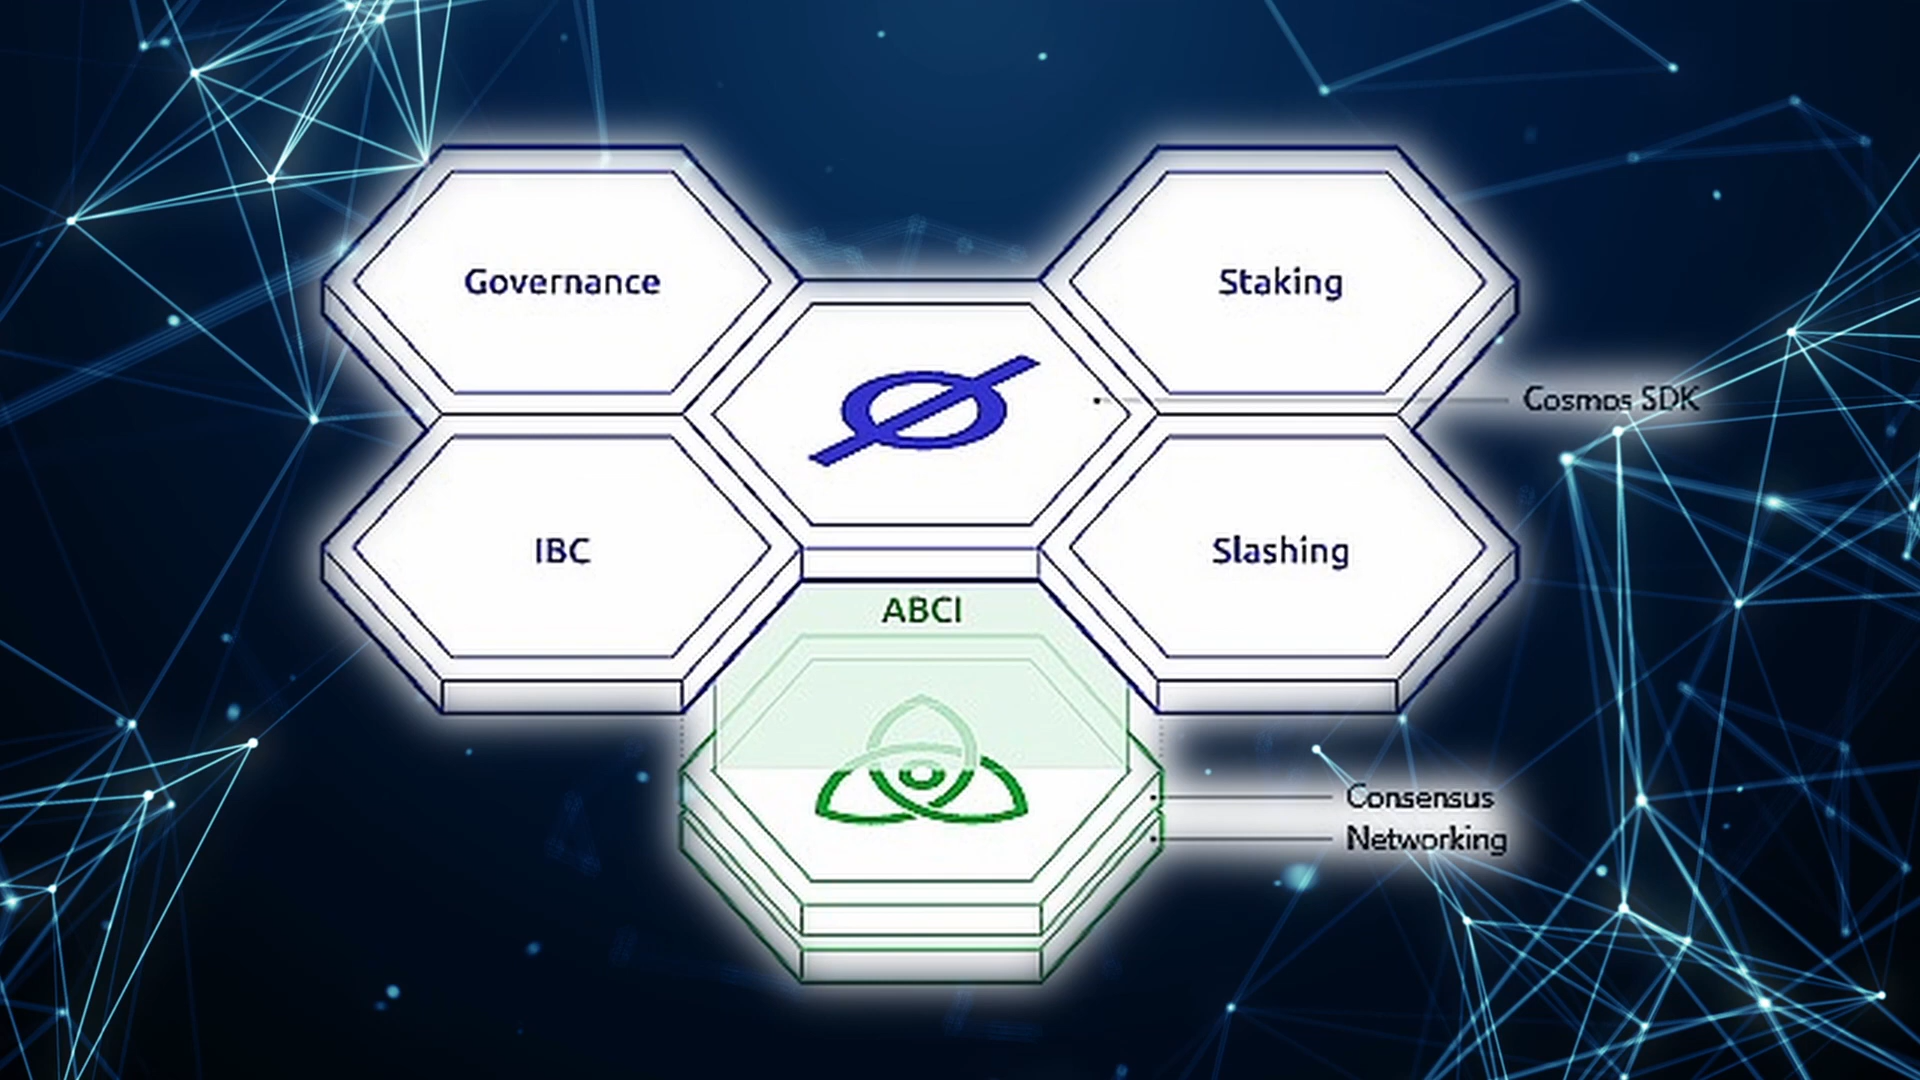 Governance
Staking
Cosmos SDK
IBC
Slashing
ABCI
Consensus
Networking